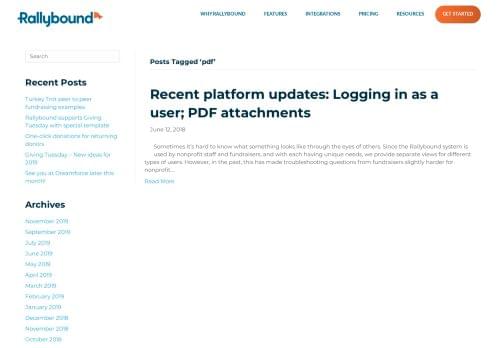 Rallybound
WHY RALLYBOUND FEATURES INTEGRATIONS PRICING RESOURCES GET STARTED
Search
Recent Posts
Turkey Trot peer to peer
fundraising examples
Rallybound supports Giving
Tuesday with special template
One-click donations for returning
donors
Giving Tuesday – New ideas for
2019
See you at Dreamforce later this
month!
Archives
November 2019
September 2019
July 2019
June 2019
May 2019
April 2019
March 2019
February 2019
January 2019
December 2018
November 2018
October 2018
Posts Tagged ‘pdf’
Recent platform updates: Logging in as a
user; PDF attachments
June 12, 2018
Sometimes it’s hard to know what something looks like through the eyes of others. Since the Rallybound system is
used by nonprofit staff and fundraisers, and with each having unique needs, we provide separate views for different
types of users. However, in the past, this has made troubleshooting questions from fundraisers slightly harder for
nonprofit...
Read More